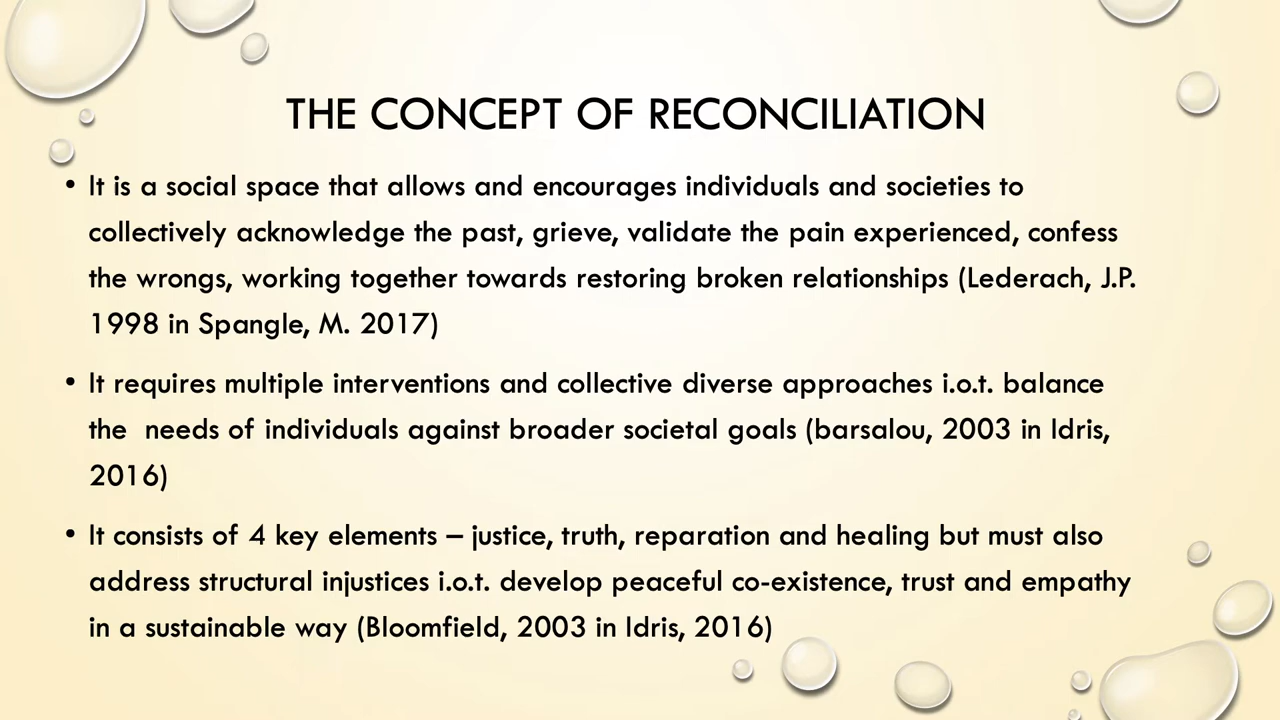 THE CONCEPT OF RECONCILIATION
• It is a social space that allows and encourages individuals and societies to
collectively acknowledge the past, grieve, validate the pain experienced, confess
the wrongs, working together towards restoring broken relationships (Lederach, J.P.
1998 in Spangle, M. 2017)
• It requires multiple interventions and collective diverse approaches i.o.t. balance
the  needs of individuals against broader societal goals (barsalou, 2003 in Idris,
2016)
• It consists of 4 key elements – justice, truth, reparation and healing but must also
address structural injustices i.o.t. develop peaceful co-existence, trust and empathy
in a sustainable way (Bloomfield, 2003 in Idris, 2016)